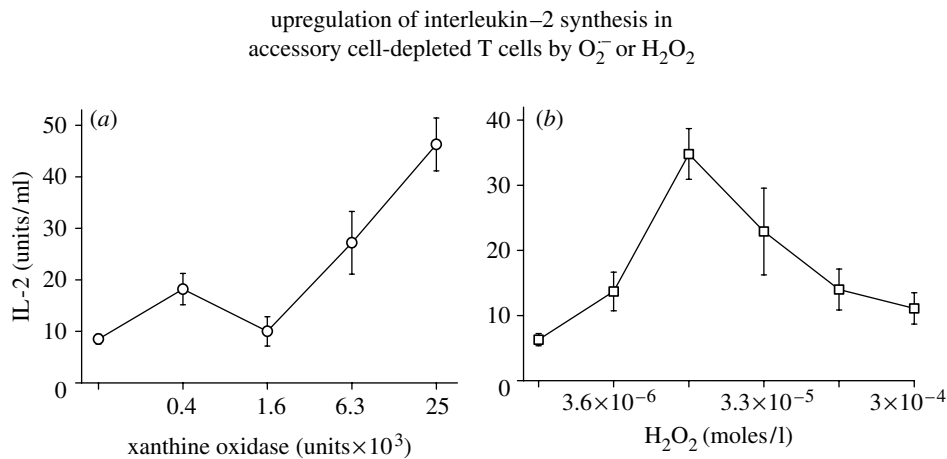 upregulation of interleukin–2 synthesis in
accessory cell-depleted T cells by O₂˙⁻ or H₂O₂
(a)
50
40
30
20
10
0
IL-2 (units/ml)
0.4 1.6 6.3 25
xanthine oxidase (units×10³)
(b)
40
30
20
10
0
3.6×10⁻⁶ 3.3×10⁻⁵ 3×10⁻⁴
H₂O₂ (moles/l)